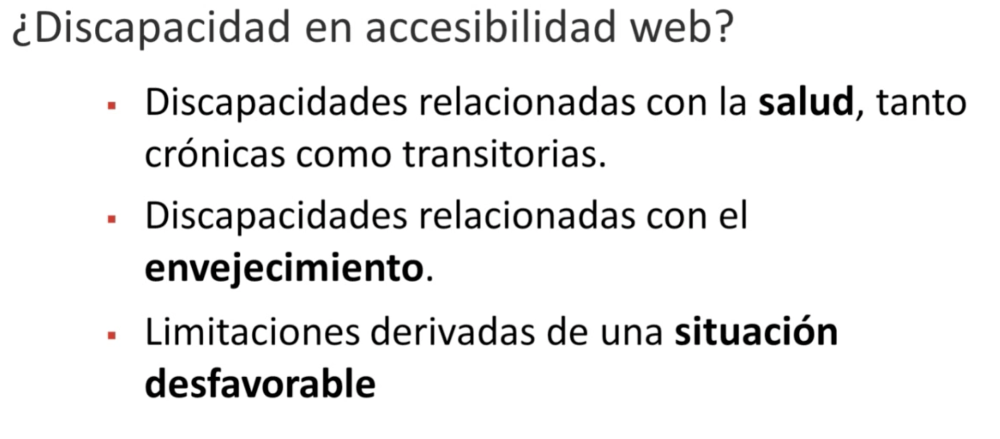 ¿Discapacidad en accesibilidad web?
▪ Discapacidades relacionadas con la salud, tanto
crónicas como transitorias.
▪ Discapacidades relacionadas con el
envejecimiento.
▪ Limitaciones derivadas de una situación
desfavorable